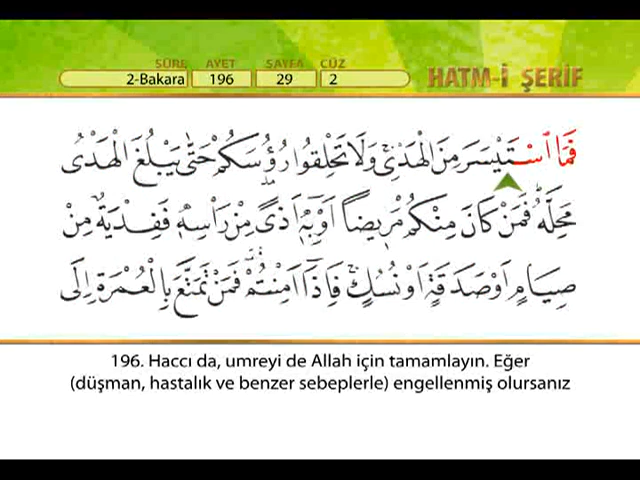 SÛRE AYET SAYFA CÜZ
2-Bakara 196 29 2 HATM-İ ŞERİF
فَمَا اسْتَيْسَرَ مِنَ الْهَدْيِۚ وَلَا تَحْلِقُوا رُؤُسَكُمْ حَتّٰى يَبْلُغَ الْهَدْىُ
مَحِلَّهُۜ فَمَنْ كَانَ مِنْكُمْ مَرٖيضًا اَوْ بِهٖٓ اَذًى مِنْ رَاْسِهٖ فَفِدْيَةٌ مِنْ
صِيَامٍ اَوْ صَدَقَةٍ اَوْ نُسُكٍۚ فَاِذَٓا اَمِنْتُمْ۠ فَمَنْ تَمَتَّعَ بِالْعُمْرَةِ اِلَى
196. Haccı da, umreyi de Allah için tamamlayın. Eğer
(düşman, hastalık ve benzer sebeplerle) engellenmiş olursanız